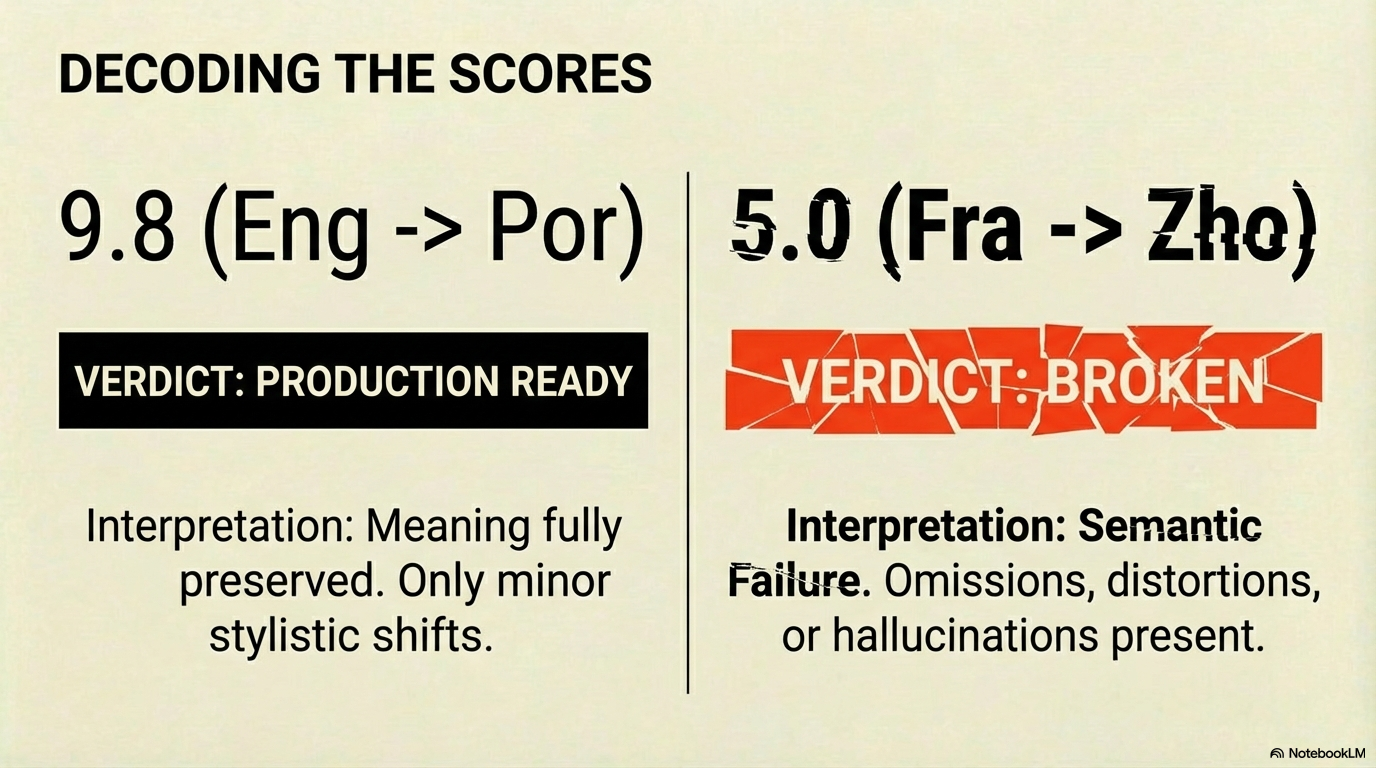 DECODING THE SCORES
9.8 (Eng -> Por)
VERDICT: PRODUCTION READY
Interpretation: Meaning fully
preserved. Only minor
stylistic shifts.
5.0 (Fra -> Zho)
VERDICT: BROKEN
Interpretation: Semantic
Failure. Omissions, distortions,
or hallucinations present.
NotebookLM